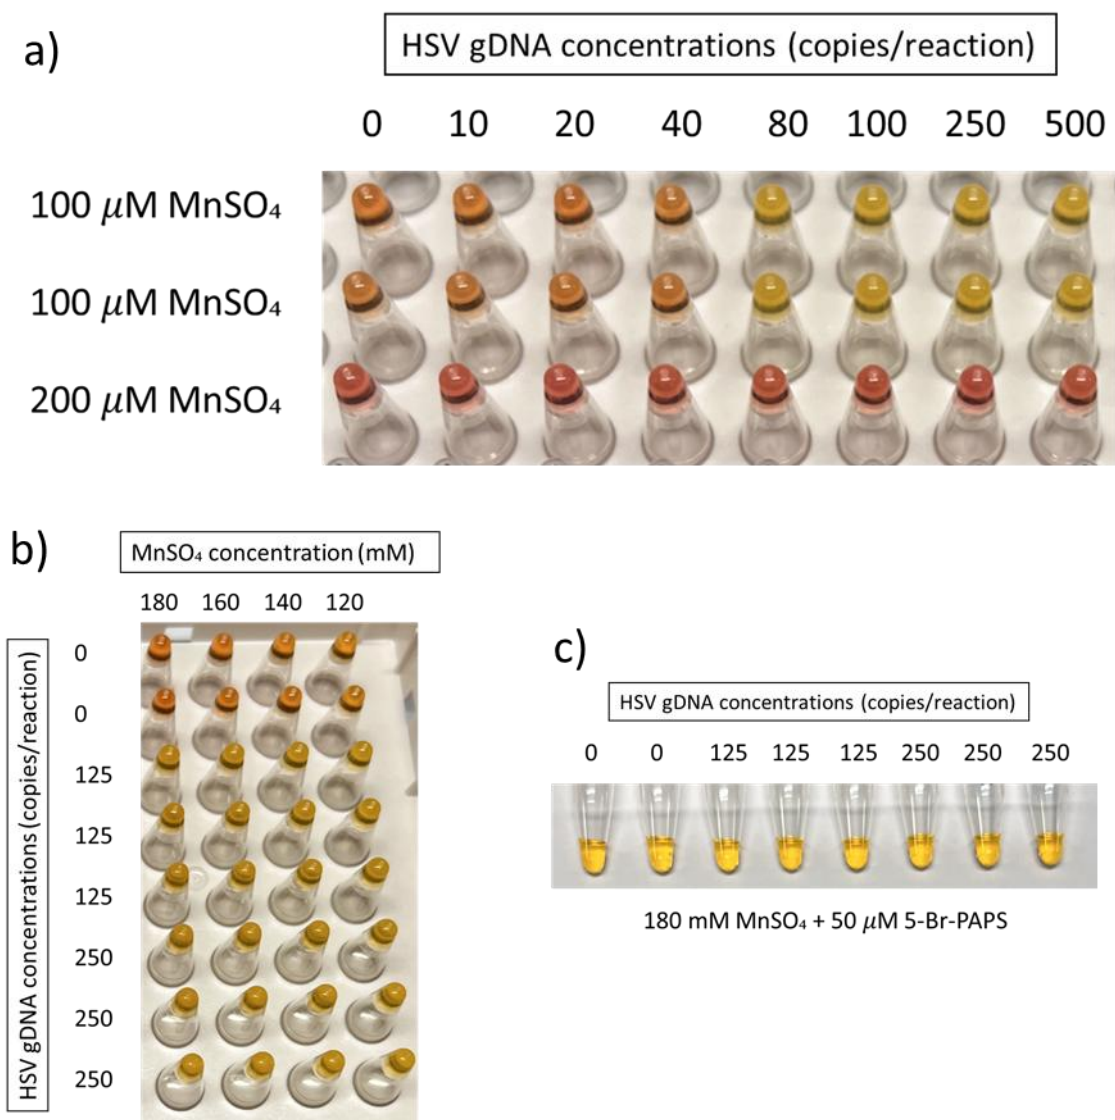 a)
HSV gDNA concentrations (copies/reaction)
0 10 20 40 80 100 250 500
100 μM MnSO₄
100 μM MnSO₄
200 μM MnSO₄
b)
MnSO₄ concentration (mM)
180 160 140 120
HSV gDNA concentrations (copies/reaction)
0
0
125
125
125
250
250
250
c)
HSV gDNA concentrations (copies/reaction)
0 0 125 125 125 250 250 250
180 mM MnSO₄ + 50 μM 5-Br-PAPS